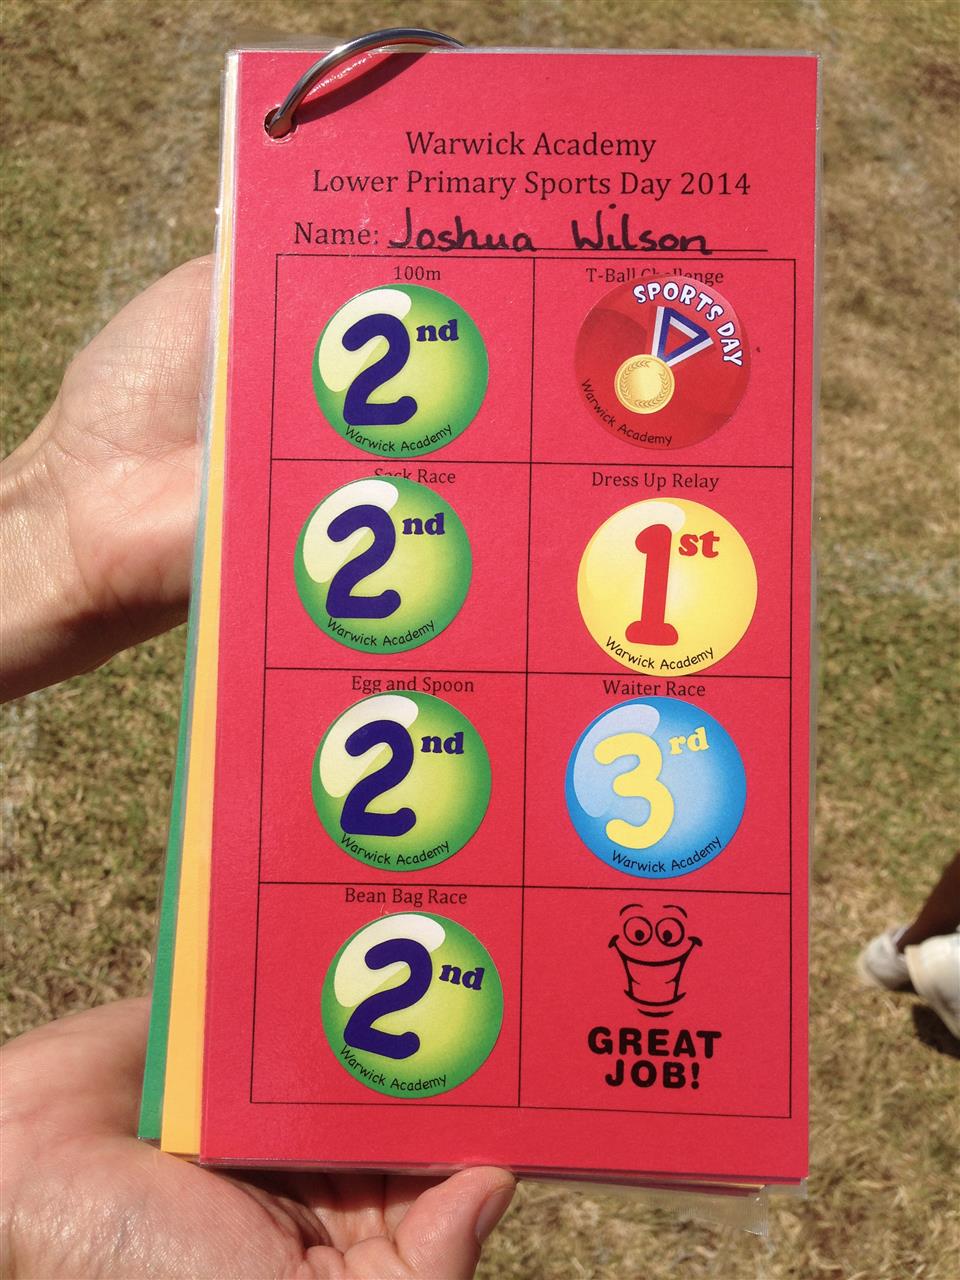 Warwick Academy
Lower Primary Sports Day 2014
Name: Joshua Wilson
100m
2nd
Warwick Academy
T-Ball Challenge
SPORTS DAY
Warwick Academy
Sack Race
2nd
Warwick Academy
Dress Up Relay
1st
Warwick Academy
Egg and Spoon
2nd
Warwick Academy
Waiter Race
3rd
Warwick Academy
Bean Bag Race
2nd
Warwick Academy
GREAT
JOB!